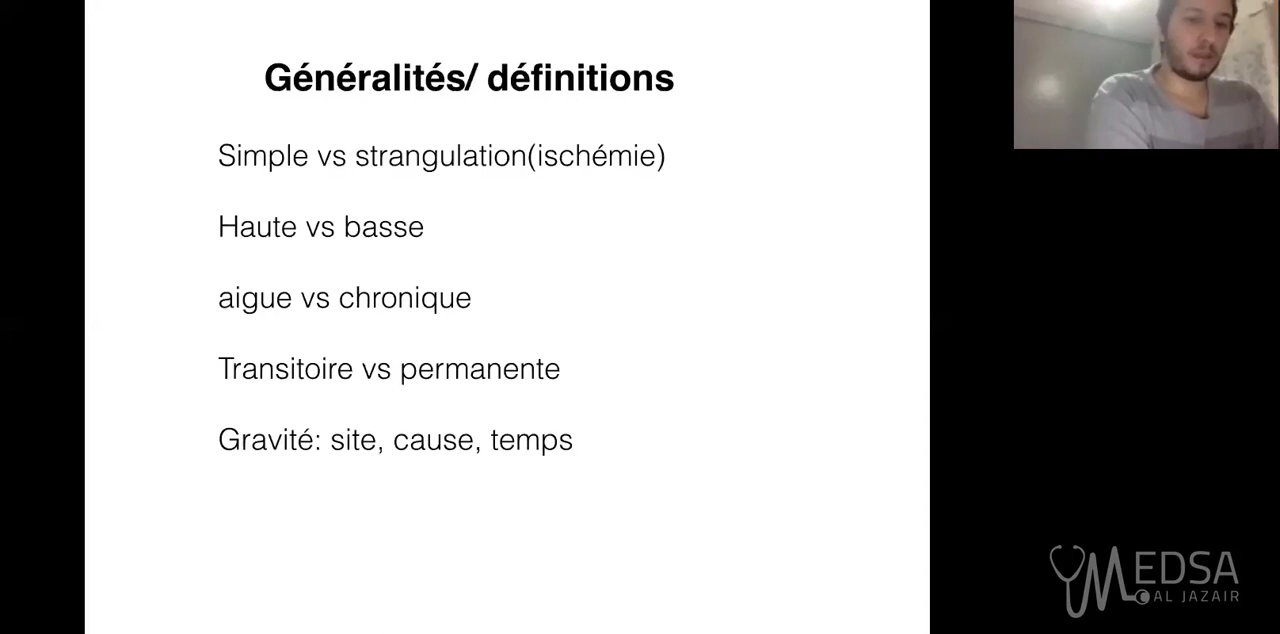 Généralités/ définitions
Simple vs strangulation(ischémie)
Haute vs basse
aigue vs chronique
Transitoire vs permanente
Gravité: site, cause, temps
MEDSA
AL JAZAIR